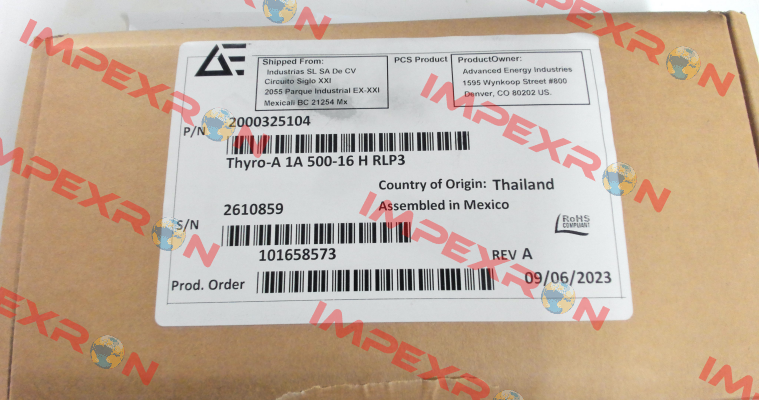 AE
Shipped From:
Industrias SL SA De CV
Circuito Siglo XXI
2055 Parque Industrial EX-XXI
Mexicali BC 21254 Mx
PCS Product
ProductOwner:
Advanced Energy Industries
1595 Wynkoop Street #800
Denver, CO 80202 US.
P/N
2000325104
Thyro-A 1A 500-16 H RLP3
Country of Origin: Thailand
Assembled in Mexico
S/N
2610859
RoHS
COMPLIANT
101658573
REV A
Prod. Order
09/06/2023
IMPEXRON
IMPEXRON
IMPEXRON
IMPEXRON
IMPEXRON
IMPEXRON
IMPEXRON